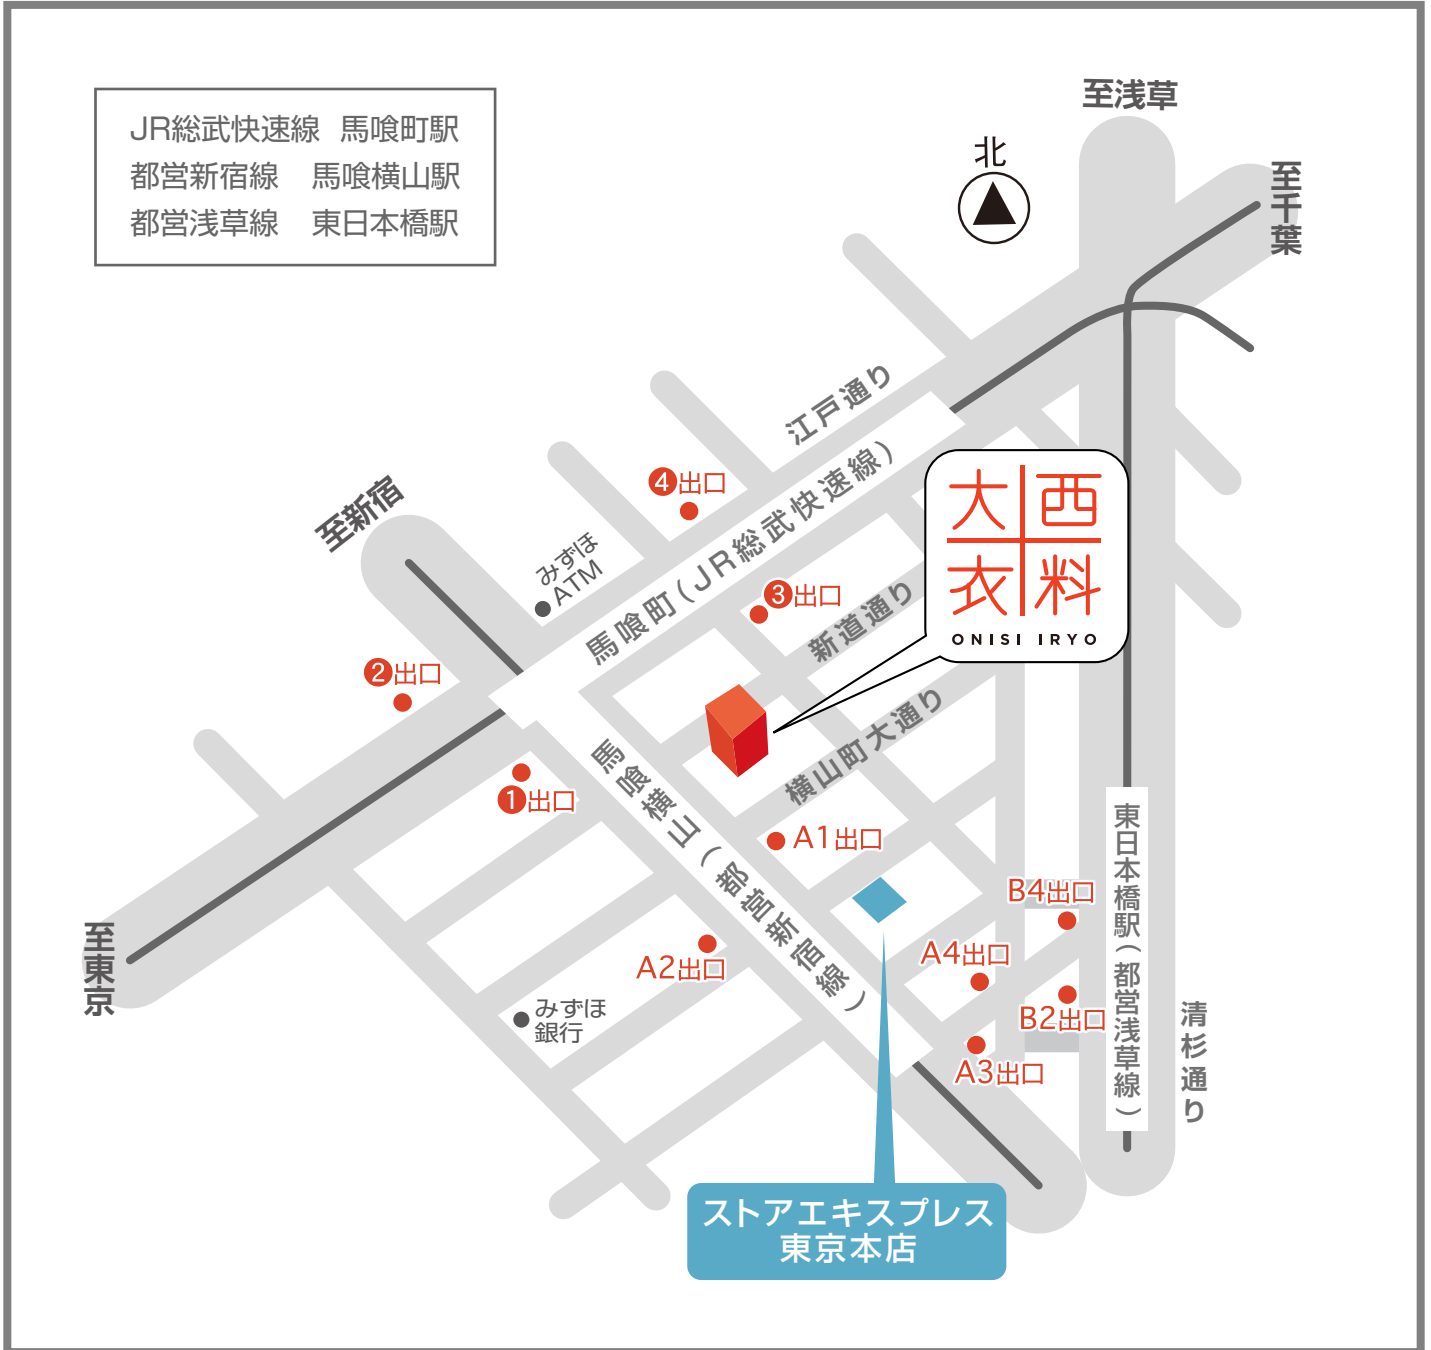 JR総武快速線 馬喰町駅
都営新宿線 馬喰横山駅
都営浅草線 東日本橋駅
至浅草
北
至千葉
江戸通り
馬喰町(JR総武快速線)
至新宿
みずほ
ATM
4出口
3出口
2出口
1出口
新道通り
大西
衣料
ONISI IRYO
横山町大通り
馬喰横山(都営新宿線)
A1出口
A2出口
B4出口
A4出口
B2出口
A3出口
東日本橋駅(都営浅草線)
清杉通り
至東京
みずほ
銀行
ストアエキスプレス
東京本店